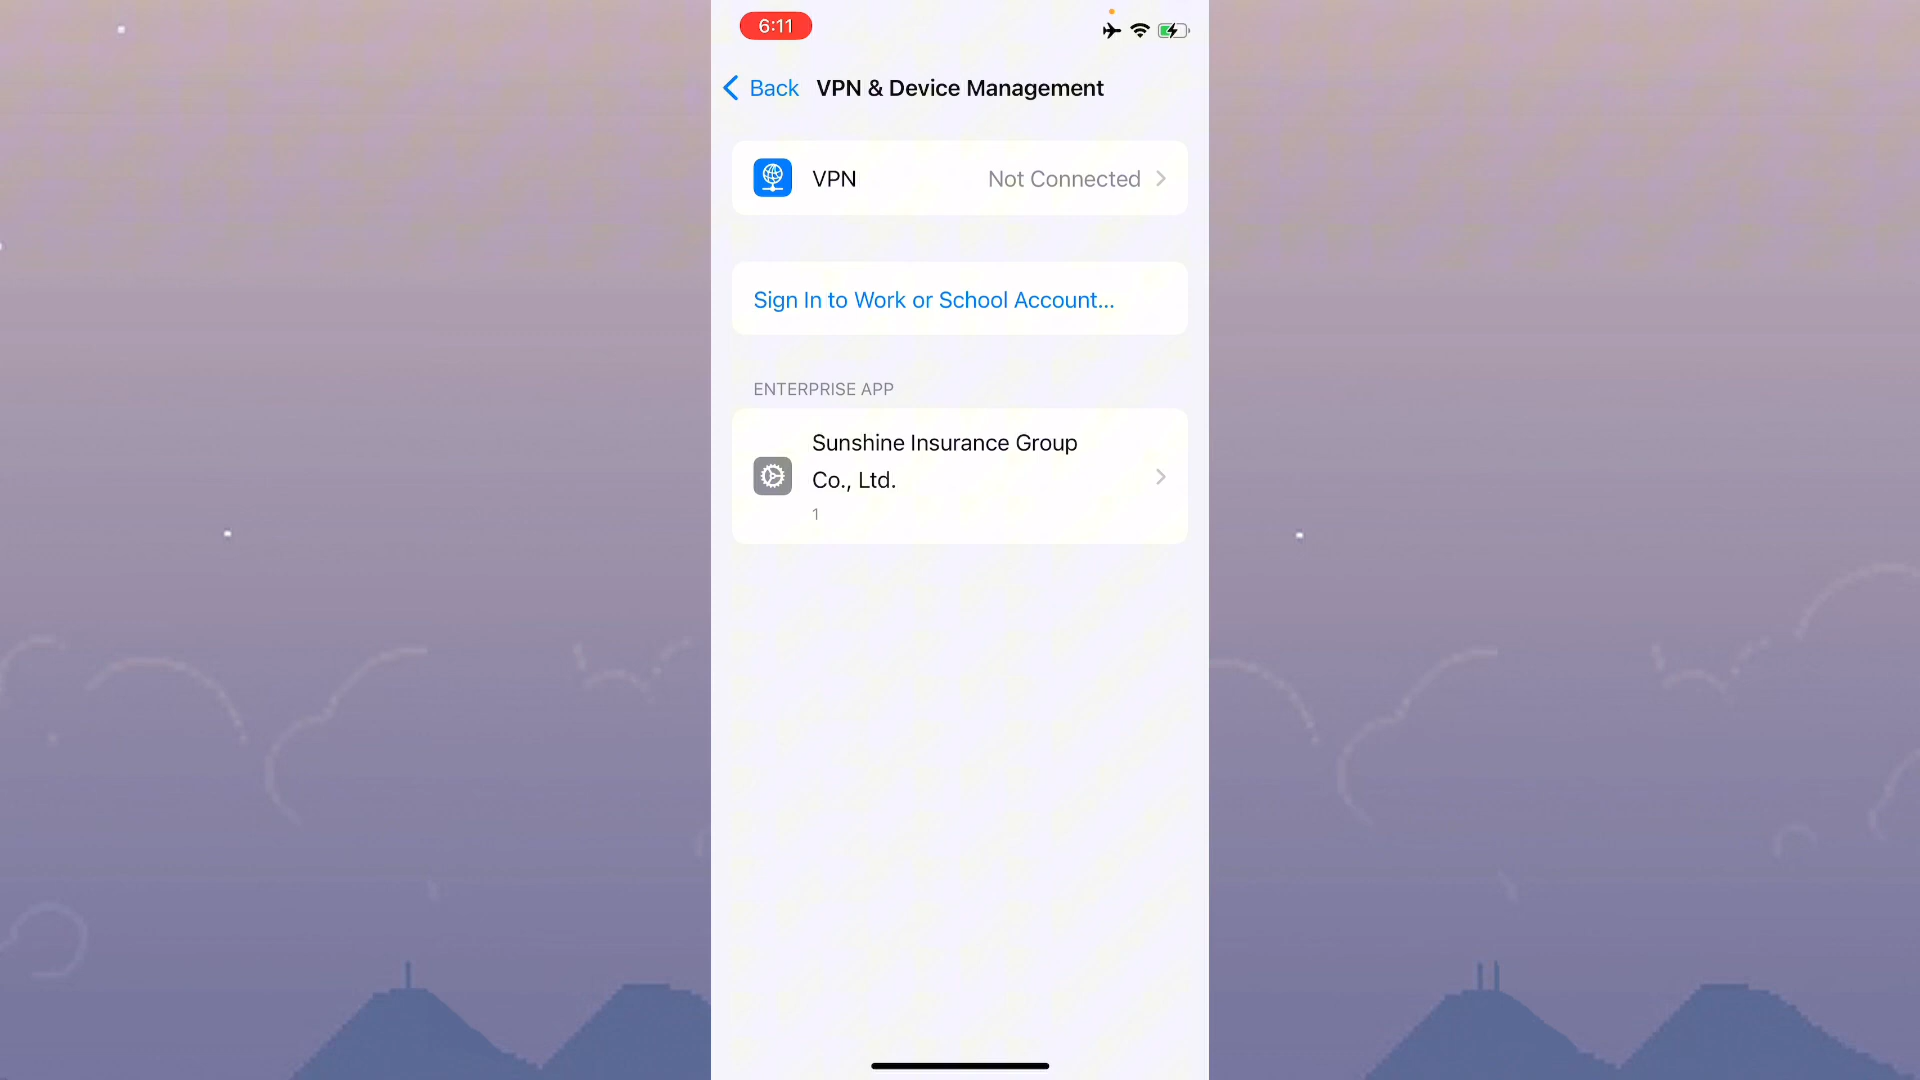 6:11
Back VPN & Device Management
VPN Not Connected
Sign In to Work or School Account...
ENTERPRISE APP
Sunshine Insurance Group
Co., Ltd.
1